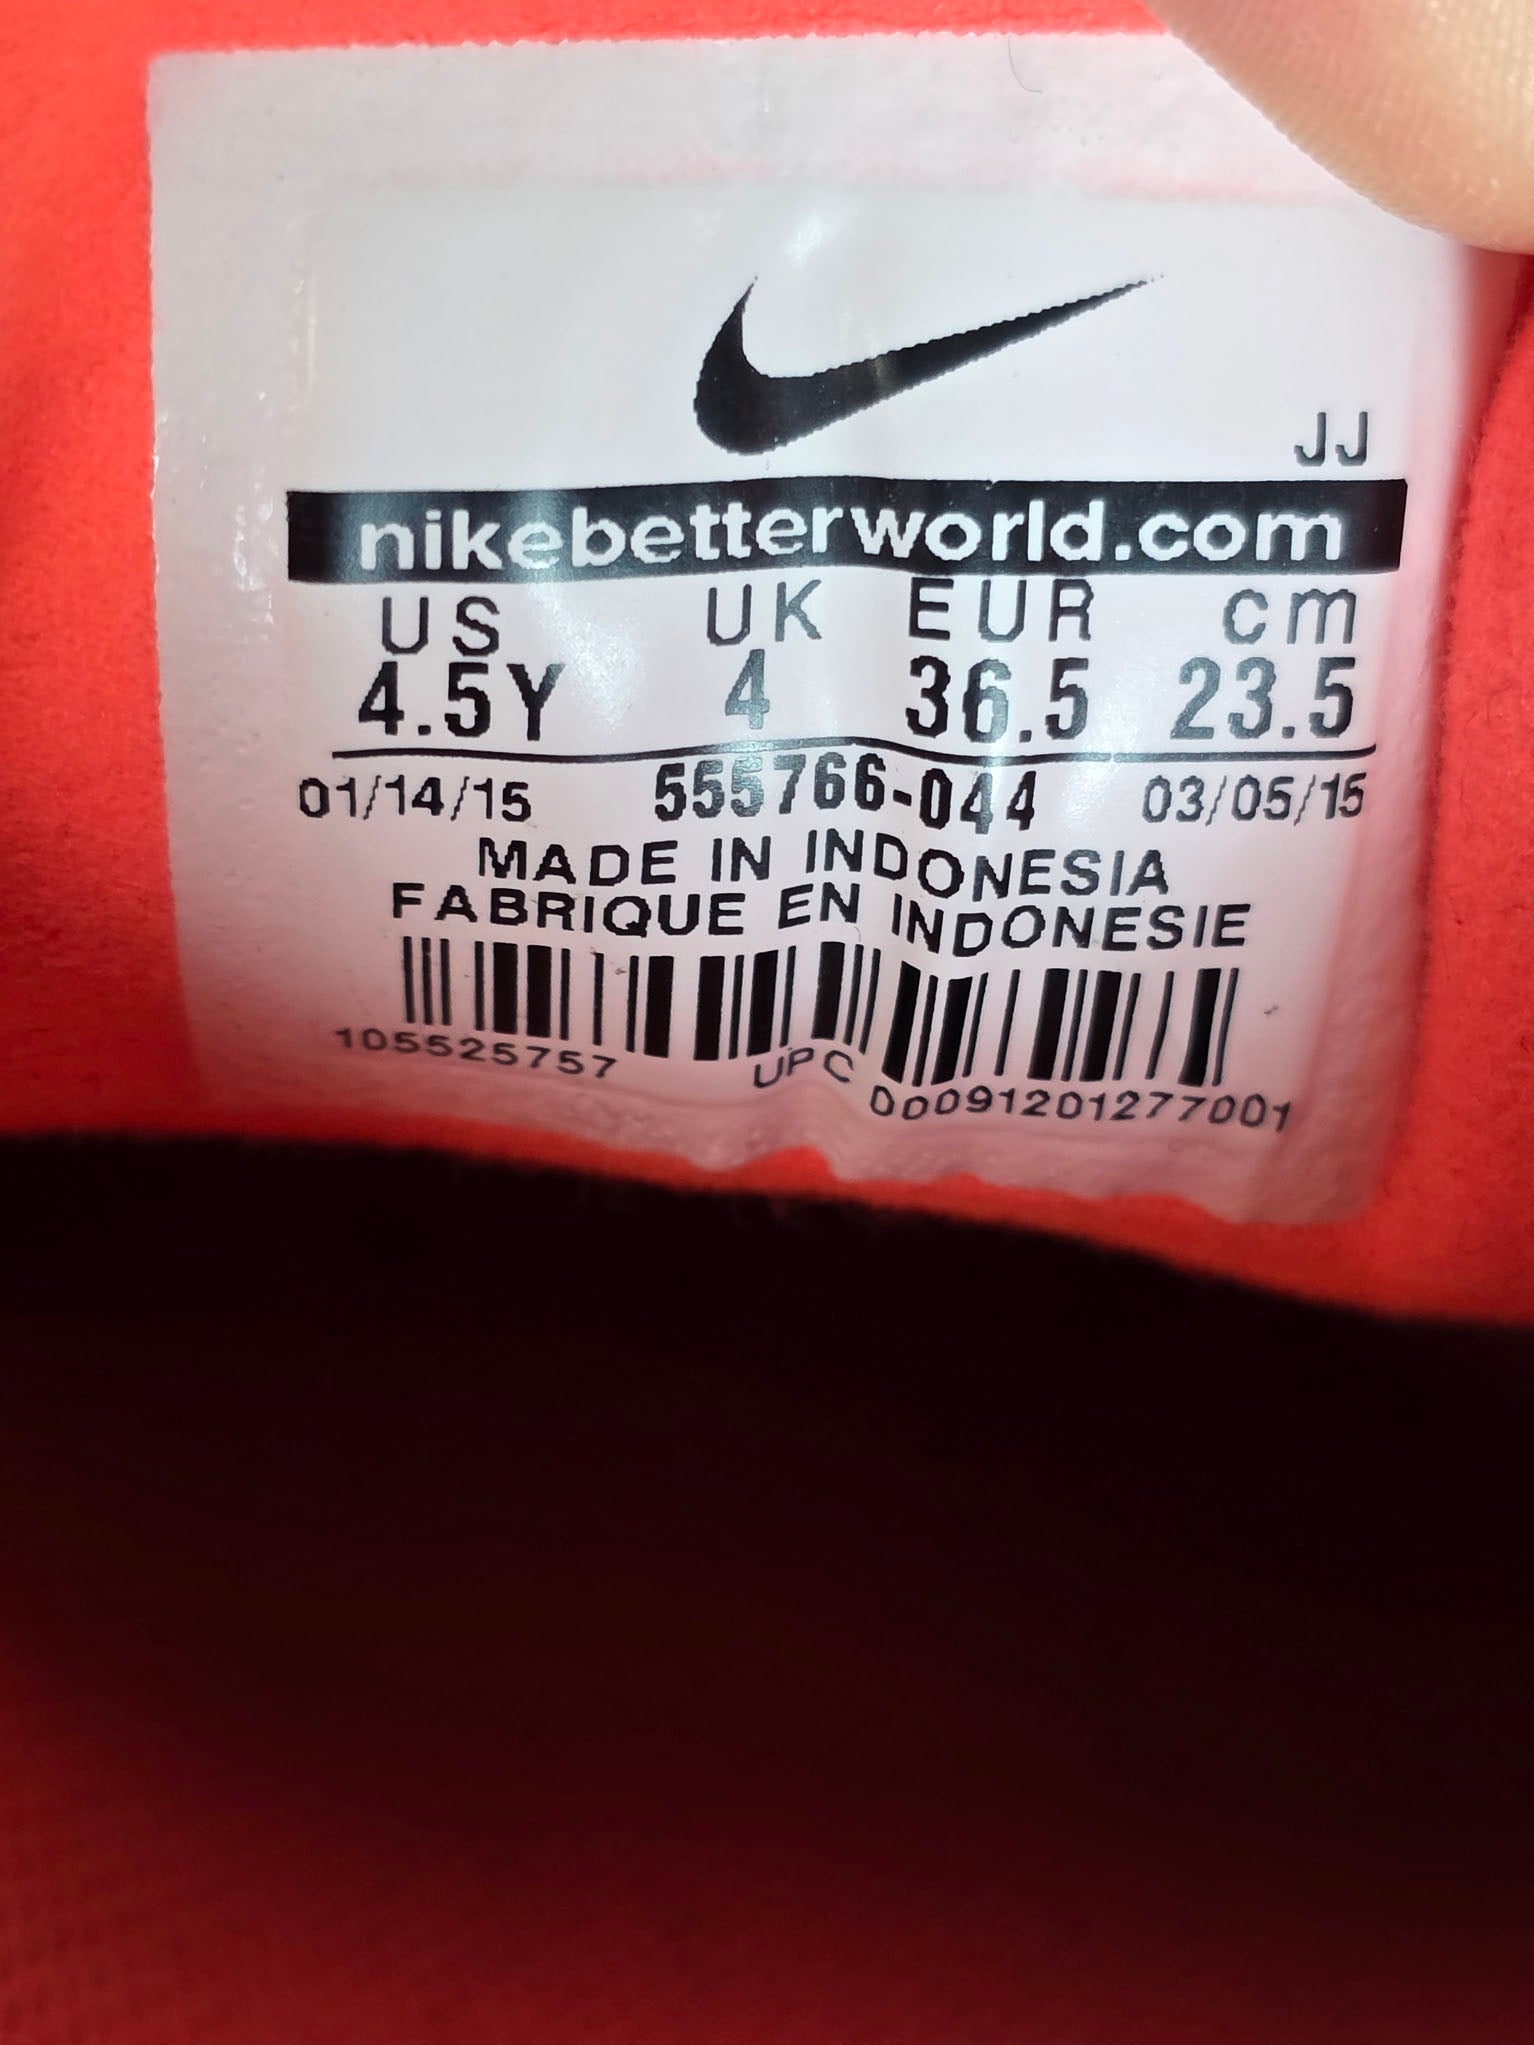 JJ
nikebetterworld.com
US UK EUR cm
4.5Y 4 36.5 23.5
01/14/15 555766-044 03/05/15
MADE IN INDONESIA
FABRIQUE EN INDONESIE
105525757 UPC 00091201277001